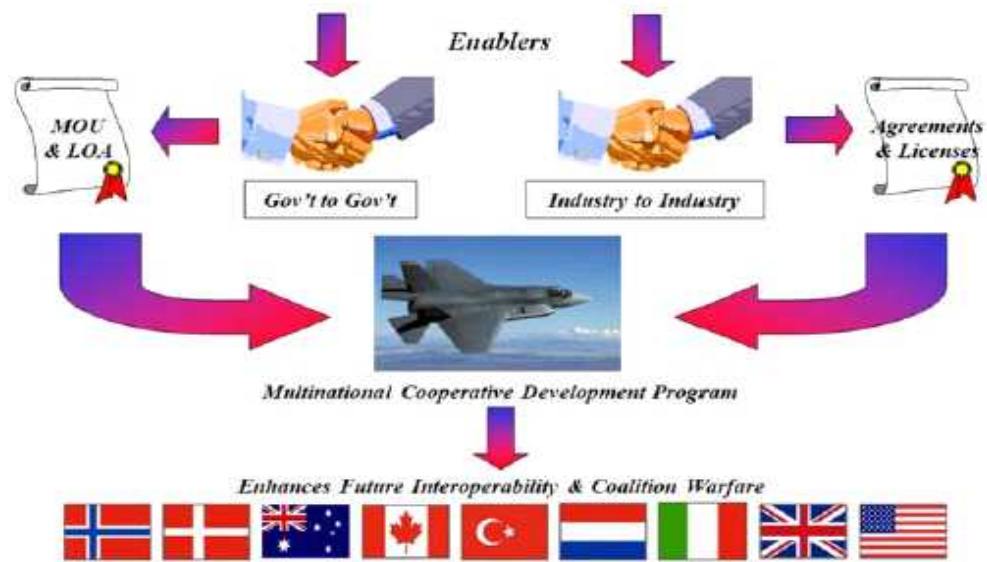 Enablers
MOU
& LOA
Agreements
& Licenses
Gov't to Gov't
Industry to Industry
Multinational Cooperative Development Program
Enhances Future Interoperability & Coalition Warfare